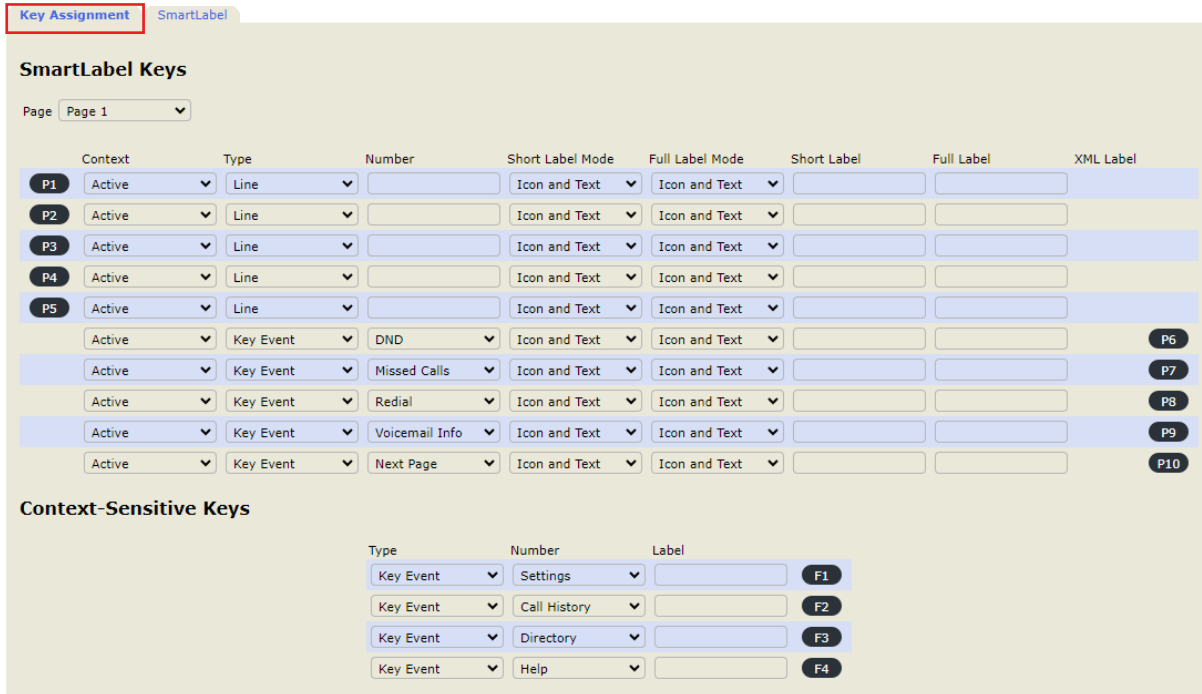 Key Assignment SmartLabel
SmartLabel Keys
Page Page 1
Context Type Number Short Label Mode Full Label Mode Short Label Full Label XML Label
P1 Active Line Icon and Text Icon and Text
P2 Active Line Icon and Text Icon and Text
P3 Active Line Icon and Text Icon and Text
P4 Active Line Icon and Text Icon and Text
P5 Active Line Icon and Text Icon and Text
Active Key Event DND Icon and Text Icon and Text P6
Active Key Event Missed Calls Icon and Text Icon and Text P7
Active Key Event Redial Icon and Text Icon and Text P8
Active Key Event Voicemail Info Icon and Text Icon and Text P9
Active Key Event Next Page Icon and Text Icon and Text P10
Context-Sensitive Keys
Type Number Label
Key Event Settings F1
Key Event Call History F2
Key Event Directory F3
Key Event Help F4